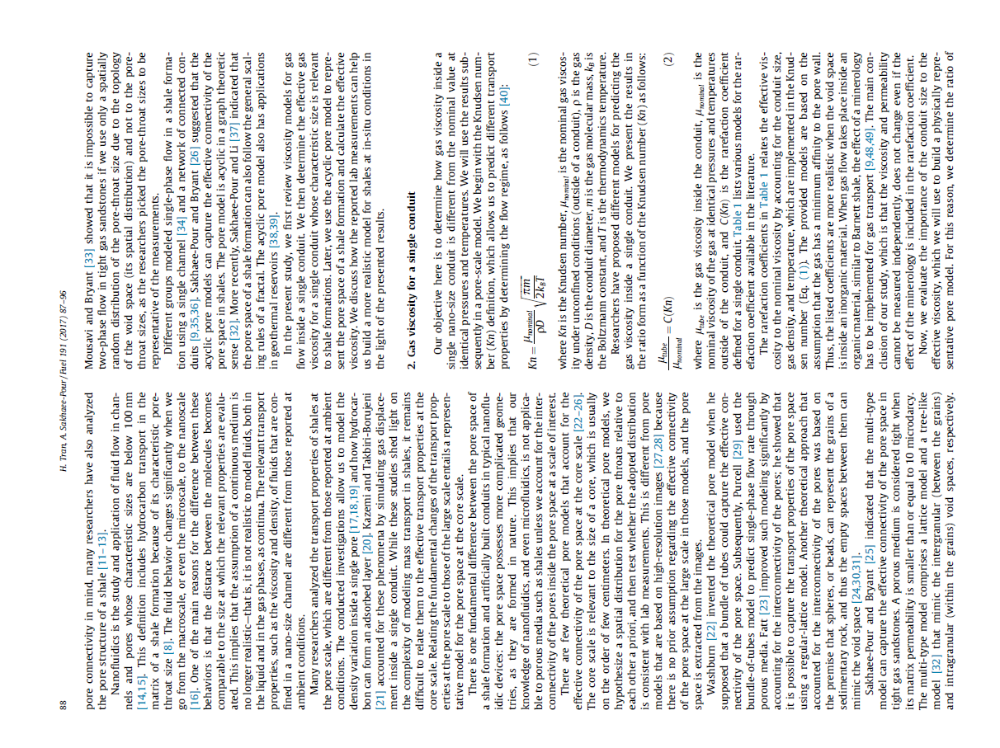 88
H. Tran, A. Sakhaee-Pour / Fuel 191 (2017) 87–96
pore connectivity in mind, many researchers have also analyzed
the pore structure of a shale [11–13].
Nanofluidics is the study and application of fluid flow in chan-
nels and pores whose characteristic sizes are below 100 nm
[14,15]. This definition includes hydrocarbon transport in the
matrix of a shale formation because of its characteristic pore-
throat size [8]. The fluid behavior changes significantly when we
go from the macroscale, or even the microscale, to the nanoscale
[16]. One of the main reasons for the difference between these
behaviors is that the distance between the molecules becomes
comparable to the size at which the relevant properties are evalu-
ated. This implies that the assumption of a continuous medium is
no longer realistic—that is, it is not realistic to model fluids, both in
the liquid and in the gas phases, as continua. The relevant transport
properties, such as the viscosity and density, of fluids that are con-
fined in a nano-size channel are different from those reported at
ambient conditions.
Many researchers analyzed the transport properties of shales at
the pore scale, which are different from those reported at ambient
conditions. The conducted investigations allow us to model the
density variation inside a single pore [17,18,19] and how hydrocar-
bon can form an adsorbed layer [20]. Kazemi and Takbiri-Borujeni
[21] accounted for these phenomena by simulating gas displace-
ment inside a single conduit. While these studies shed light on
the complexity of modeling mass transport in shales, it remains
difficult to relate them to the effective transport properties at the
core scale. Relating the fundamental changes of the transport prop-
erties at the pore scale to those of the large scale entails a represen-
tative model for the pore space at the core scale.
There is one fundamental difference between the pore space of
a shale formation and artificially built conduits in typical nanoflu-
idic devices: the pore space possesses more complicated geome-
tries, as they are formed in nature. This implies that our
knowledge of nanofluidics, and even microfluidics, is not applica-
ble to porous media such as shales unless we account for the inter-
connectivity of the pores inside the pore space at a scale of interest.
There are few theoretical pore models that account for the
effective connectivity of the pore space at the core scale [22–26].
The core scale is relevant to the size of a core, which is usually
on the order of few centimeters. In theoretical pore models, we
hypothesize a spatial distribution for the pore throats relative to
each other a priori, and then test whether the adopted distribution
is consistent with lab measurements. This is different from pore
models that are based on high-resolution images [27,28] because
there is no prior assumption regarding the effective connectivity
of the pore space at the large scale in those models, and the pore
space is extracted from the images.
Washburn [22] invented the theoretical pore model when he
supposed that a bundle of tubes could capture the effective con-
nectivity of the pore space. Subsequently, Purcell [29] used the
bundle-of-tubes model to predict single-phase flow rate through
porous media. Fatt [23] improved such modeling significantly by
accounting for the interconnectivity of the pores; he showed that
it is possible to capture the transport properties of the pore space
using a regular-lattice model. Another theoretical approach that
accounted for the interconnectivity of the pores was based on
the premise that spheres, or beads, can represent the grains of a
sedimentary rock, and thus the empty spaces between them can
mimic the void space [24,30,31].
Sakhaee-Pour and Bryant [25] indicated that the multi-type
model can capture the effective connectivity of the pore space in
tight gas sandstones. A porous medium is considered tight when
its matrix permeability is smaller than or equal to 10 microdarcy.
The multi-type model comprises a lattice model and a tree-like
model [32] that mimic the intergranular (between the grains)
and intragranular (within the grains) void spaces, respectively.
Mousavi and Bryant [33] showed that it is impossible to capture
two-phase flow in tight gas sandstones if we use only a spatially
random distribution of the pore-throat size due to the topology
of the void space (its spatial distribution) and not to the pore-
throat sizes, as the researchers picked the pore-throat sizes to be
representative of the measurements.
Different groups modeled single-phase flow in a shale forma-
tion using a single channel [34] and a network of connected con-
duits [9,35,36]. Sakhaee-Pour and Bryant [26] suggested that the
acyclic pore models can capture the effective connectivity of the
pore space in shales. The pore model is acyclic in a graph theoretic
sense [32]. More recently, Sakhaee-Pour and Li [37] indicated that
the pore space of a shale formation can also follow the general scal-
ing rules of a fractal. The acyclic pore model also has applications
in geothermal reservoirs [38,39].
In the present study, we first review viscosity models for gas
flow inside a single conduit. We then determine the effective gas
viscosity for a single conduit whose characteristic size is relevant
to shale formations. Later, we use the acyclic pore model to repre-
sent the pore space of a shale formation and calculate the effective
viscosity. We discuss how the reported lab measurements can help
us build a more realistic model for shales at in-situ conditions in
the light of the presented results.
2. Gas viscosity for a single conduit
Our objective here is to determine how gas viscosity inside a
single nano-size conduit is different from the nominal value at
identical pressures and temperatures. We will use the results sub-
sequently in a pore-scale model. We begin with the Knudsen num-
ber (Kn) definition, which allows us to predict different transport
properties by determining the flow regime, as follows [40]:
Kn = μnominal/ρD √(πm/2kBT) (1)
where Kn is the Knudsen number, μnominal is the nominal gas viscos-
ity under unconfined conditions (outside of a conduit), ρ is the gas
density, D is the conduit diameter, m is the gas molecular mass, kB is
the Boltzmann constant, and T is the thermodynamics temperature.
Researchers have proposed different models for predicting the
gas viscosity inside a single conduit. We present the results in
the ratio form as a function of the Knudsen number (Kn) as follows:
μtube/μnominal = C(Kn) (2)
where μtube is the gas viscosity inside the conduit, μnominal is the
nominal viscosity of the gas at identical pressures and temperatures
outside of the conduit, and C(Kn) is the rarefaction coefficient
defined for a single conduit. Table 1 lists various models for the rar-
efaction coefficient available in the literature.
The rarefaction coefficients in Table 1 relates the effective vis-
cosity to the nominal viscosity by accounting for the conduit size,
gas density, and temperature, which are implemented in the Knud-
sen number (Eq. (1)). The provided models are based on the
assumption that the gas has a minimum affinity to the pore wall.
Thus, the listed coefficients are more realistic when the void space
is inside an inorganic material. When gas flow takes place inside an
organic material, similar to Barnett shale, the effect of a minerology
has to be implemented for gas transport [9,48,49]. The main con-
clusion of our study, which is that the viscosity and permeability
cannot be measured independently, does not change even if the
effect of the minerology is included in the rarefaction coefficient.
Now, we evaluate the importance of the conduit size to the
effective viscosity, which we will use to build a physically repre-
sentative pore model. For this reason, we determine the ratio of